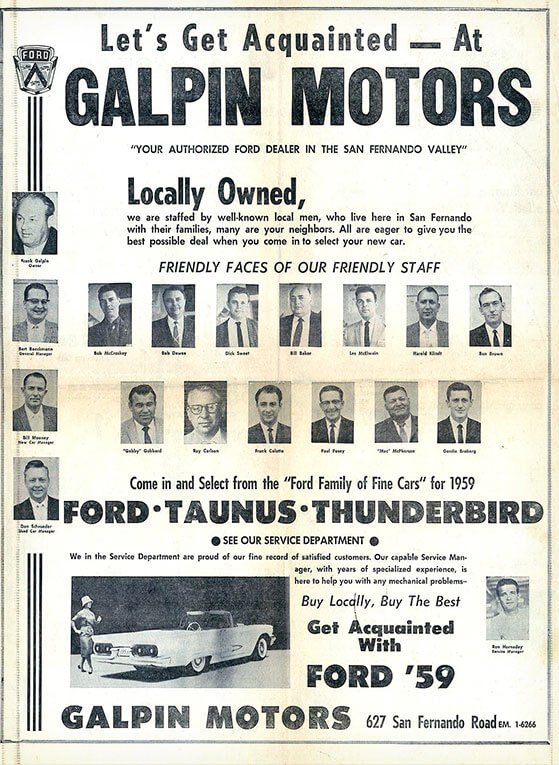 Let's Get Acquainted — At
FORD
GALPIN MOTORS
"YOUR AUTHORIZED FORD DEALER IN THE SAN FERNANDO VALLEY"
Locally Owned,
we are staffed by well-known local men, who live here in San Fernando
with their families, many are your neighbors. All are eager to give you the
best possible deal when you come in to select your new car.
Frank Galpin
Owner
FRIENDLY FACES OF OUR FRIENDLY STAFF
Bert
General Manager
Bob McCroskey
Bob Dewee
Dick Sweet
Bill Baker
Les McElwain
Harold Klindt
Ron Brown
Bill Mooney
New Car Manager
"Gabby" Gabbard
Roy Carlson
Frank Colotta
Paul Posey
"Mac" McPherson
Gordie
Come in and Select from the "Ford Family of Fine Cars" for 1959
Don Schroeder
Used Car Manager
FORD · TAUNUS · THUNDERBIRD
● SEE OUR SERVICE DEPARTMENT ●
We in the Service Department are proud of our fine record of satisfied customers. Our capable Service Man-
ager, with years of specialized experience, is
here to help you with any mechanical problems–
Buy Locally, Buy The Best
Get Acquainted
With
FORD '59
Ron Hornaday
Service Manager
GALPIN MOTORS 627 San Fernando Road EM. 1-6266